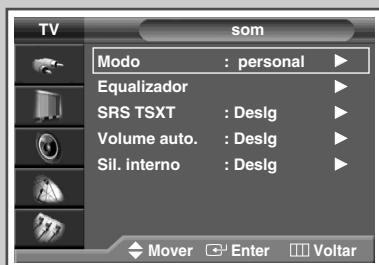 TV som
Modo : personal
Equalizador
SRS TSXT : Deslg
Volume auto. : Deslg
Sil. interno : Deslg
Mover Enter Voltar